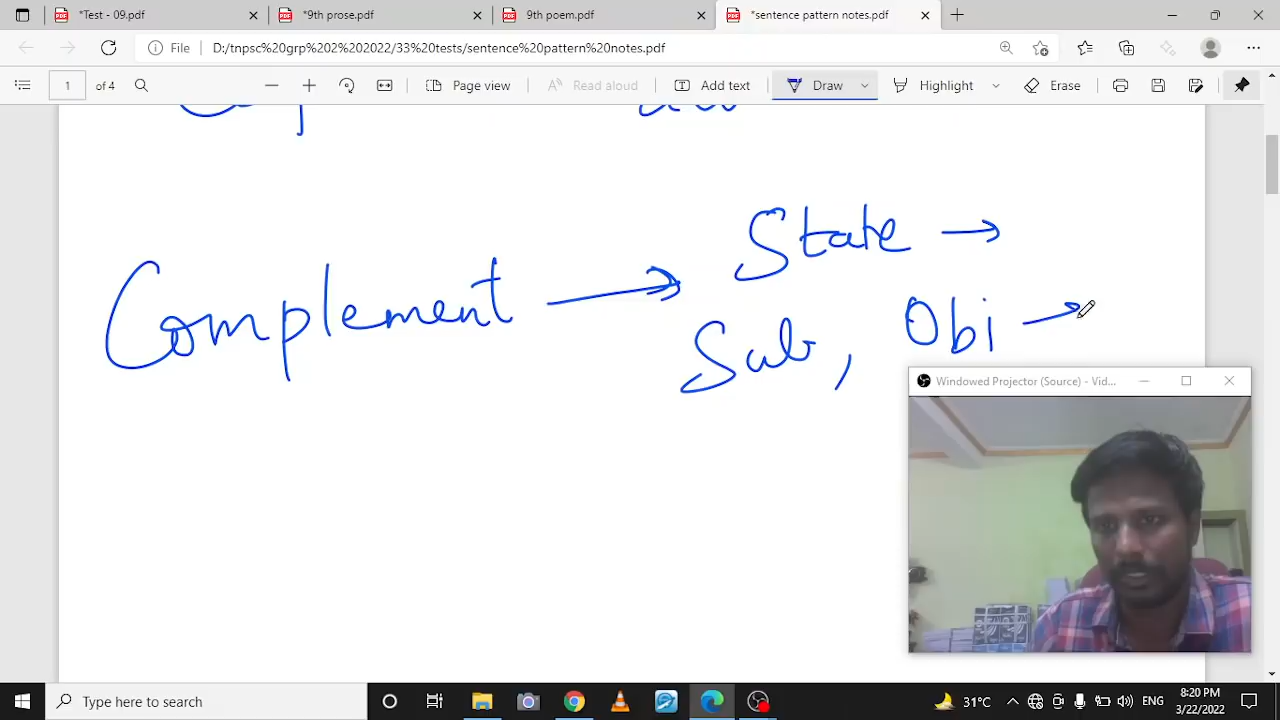 *Test - 09.pdf
*9th prose.pdf
9th poem.pdf
*sentence pattern notes.pdf
File D:/tnpsc%20grp%202%202022/33%20tests/sentence%20pattern%20notes.pdf
1 of 4
Page view
Read aloud
Add text
Draw
Highlight
Erase
State →
Complement →
Sub, Obi →
Windowed Projector (Source) - Vid...
Type here to search
31°C
ENG
8:20 PM
3/22/2022